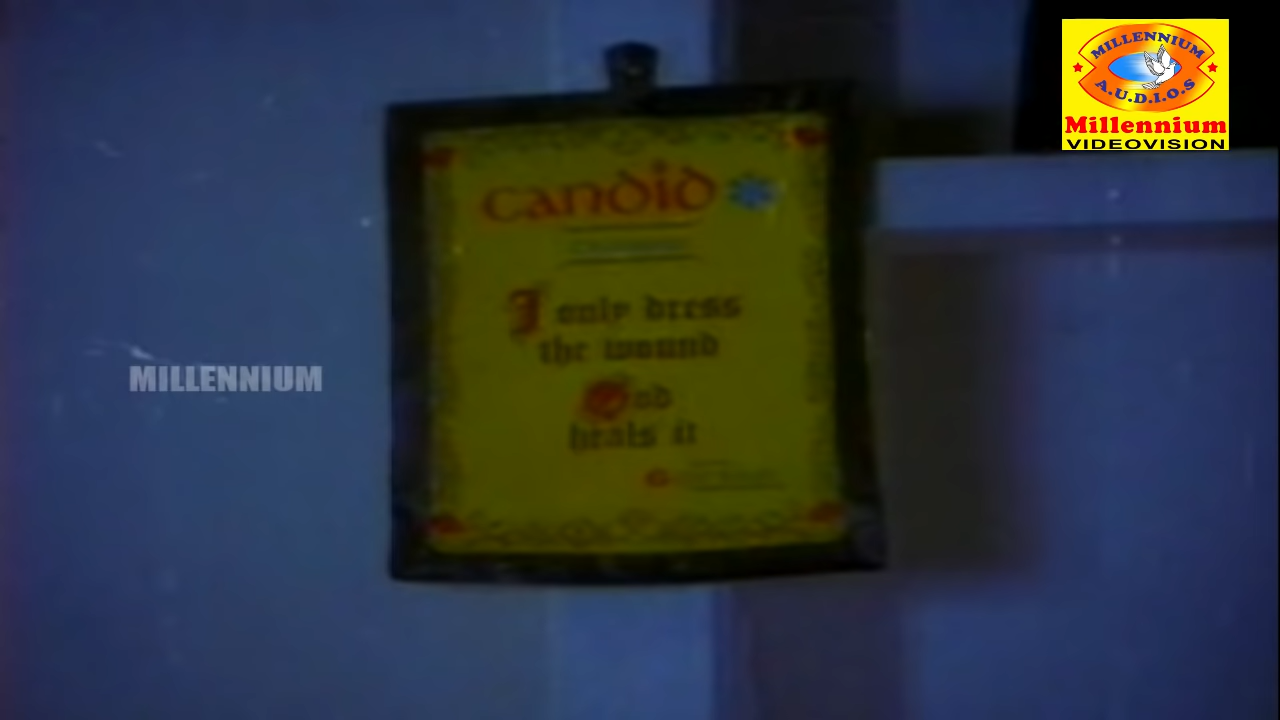 MILLENNIUM
A.U.D.I.O.S
Millennium
VIDEOVISION
candid
I only dress
the wound
God
heals it
MILLENNIUM